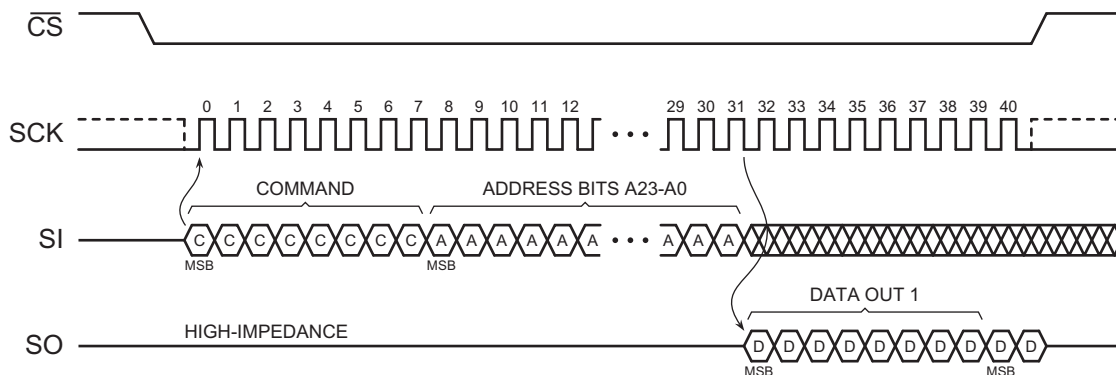 CS
0 1 2 3 4 5 6 7 8 9 10 11 12 29 30 31 32 33 34 35 36 37 38 39 40
SCK
COMMAND ADDRESS BITS A23-A0
SI C C C C C C C C A A A A A A A A A
MSB MSB
DATA OUT 1
HIGH-IMPEDANCE
SO D D D D D D D D D D
MSB MSB